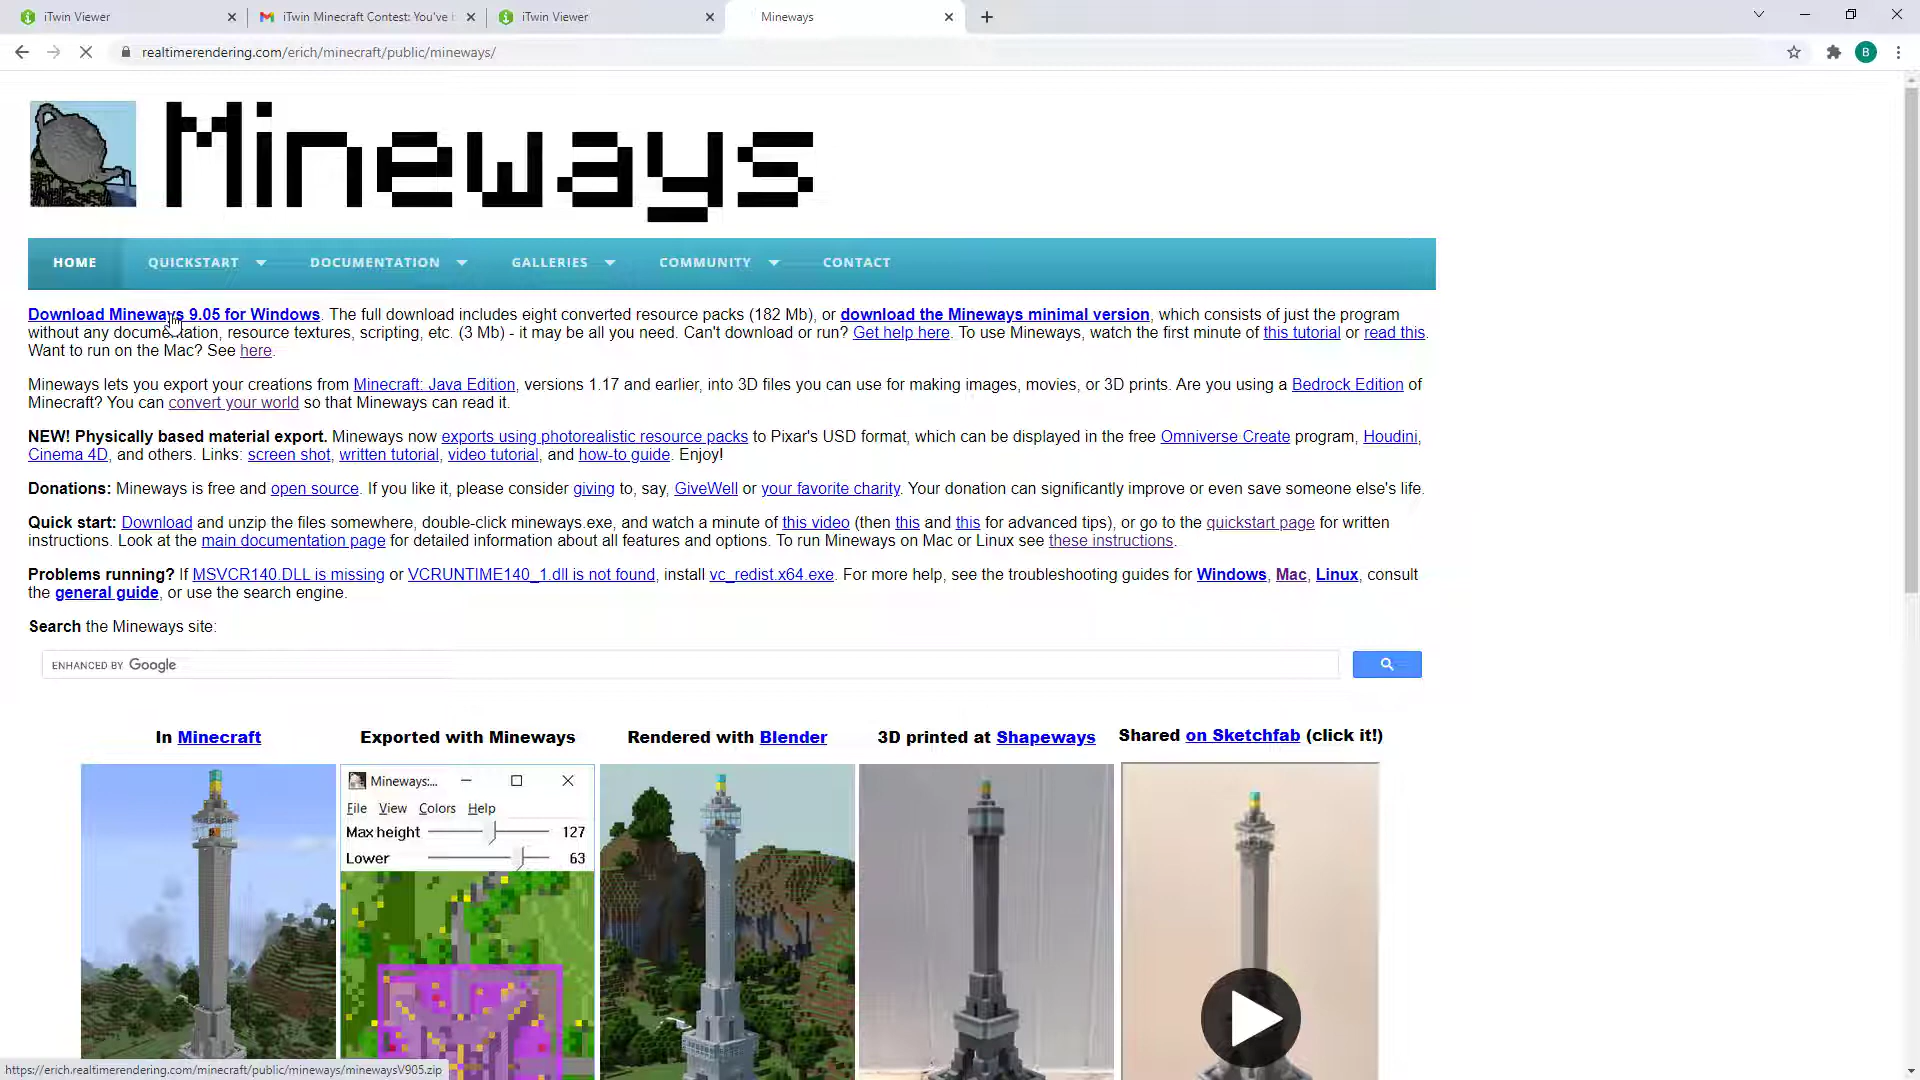 iTwin Viewer
iTwin Minecraft Contest: You've b
iTwin Viewer
Mineways
realtimerendering.com/erich/minecraft/public/mineways/
B
Mineways
HOME
QUICKSTART
DOCUMENTATION
GALLERIES
COMMUNITY
CONTACT
Download Mineways 9.05 for Windows. The full download includes eight converted resource packs (182 Mb), or download the Mineways minimal version, which consists of just the program
without any documentation, resource textures, scripting, etc. (3 Mb) - it may be all you need. Can't download or run? Get help here. To use Mineways, watch the first minute of this tutorial or read this.
Want to run on the Mac? See here.
Mineways lets you export your creations from Minecraft: Java Edition, versions 1.17 and earlier, into 3D files you can use for making images, movies, or 3D prints. Are you using a Bedrock Edition of
Minecraft? You can convert your world so that Mineways can read it.
NEW! Physically based material export. Mineways now exports using photorealistic resource packs to Pixar's USD format, which can be displayed in the free Omniverse Create program, Houdini,
Cinema 4D, and others. Links: screen shot, written tutorial, video tutorial, and how-to guide. Enjoy!
Donations: Mineways is free and open source. If you like it, please consider giving to, say, GiveWell or your favorite charity. Your donation can significantly improve or even save someone else's life.
Quick start: Download and unzip the files somewhere, double-click mineways.exe, and watch a minute of this video (then this and this for advanced tips), or go to the quickstart page for written
instructions. Look at the main documentation page for detailed information about all features and options. To run Mineways on Mac or Linux see these instructions.
Problems running? If MSVCR140.DLL is missing or VCRUNTIME140_1.dll is not found, install vc_redist.x64.exe. For more help, see the troubleshooting guides for Windows, Mac, Linux, consult
the general guide, or use the search engine.
Search the Mineways site:
ENHANCED BY Google
In Minecraft
Exported with Mineways
Rendered with Blender
3D printed at Shapeways
Shared on Sketchfab (click it!)
Mineways:...
File View Colors Help
Max height 127
Lower 63
https://erich.realtimerendering.com/minecraft/public/mineways/minewaysV905.zip